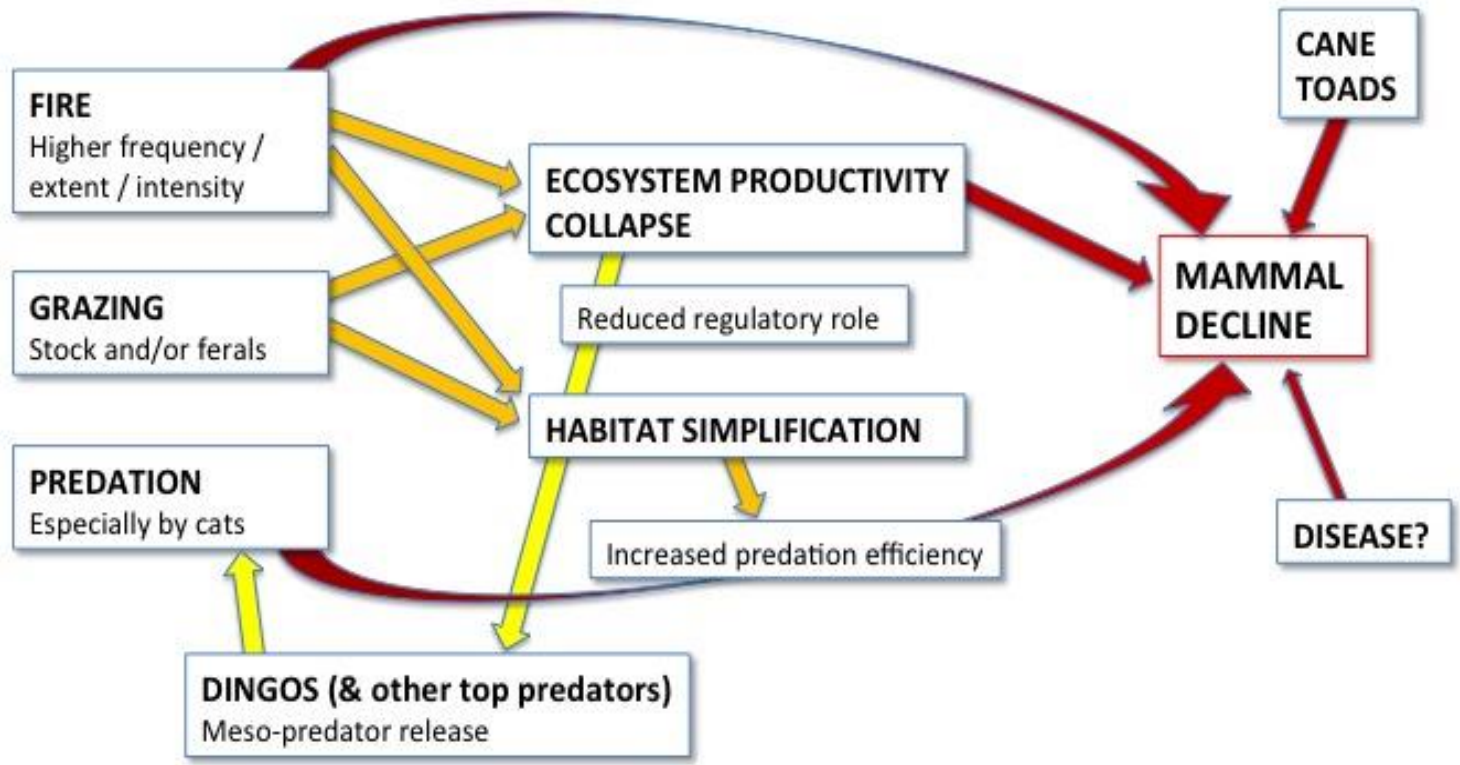 FIRE
Higher frequency /
extent / intensity
GRAZING
Stock and/or ferals
PREDATION
Especially by cats
ECOSYSTEM PRODUCTIVITY
COLLAPSE
Reduced regulatory role
HABITAT SIMPLIFICATION
Increased predation efficiency
DINGOS (& other top predators)
Meso-predator release
CANE
TOADS
MAMMAL
DECLINE
DISEASE?